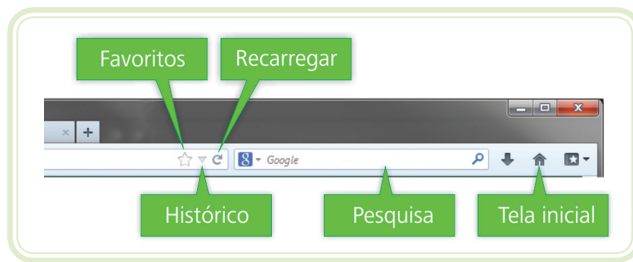 Favoritos
Recarregar
Google
Histórico
Pesquisa
Tela inicial